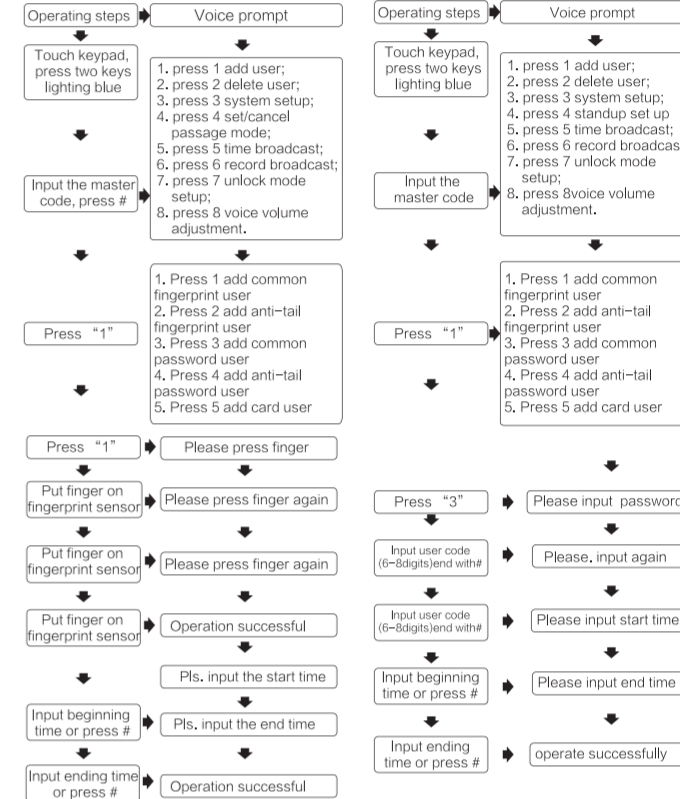 Operating steps
Voice prompt
Touch keypad,
press two keys
lighting blue
1. press 1 add user;
2. press 2 delete user;
3. press 3 system setup;
4. press 4 set/cancel
passage mode;
5. press 5 time broadcast;
6. press 6 record broadcast;
7. press 7 unlock mode
setup;
8. press 8 voice volume
adjustment.
Input the master
code, press #
1. Press 1 add common
fingerprint user
2. Press 2 add anti-tail
fingerprint user
3. Press 3 add common
password user
4. Press 4 add anti-tail
password user
5. Press 5 add card user
Press “1”
Press “1”
Please press finger
Put finger on
fingerprint sensor
Please press finger again
Put finger on
fingerprint sensor
Please press finger again
Put finger on
fingerprint sensor
Operation successful
Pls. input the start time
Input beginning
time or press #
Pls. input the end time
Input ending time
or press #
Operation successful
Operating steps
Voice prompt
Touch keypad,
press two keys
lighting blue
1. press 1 add user;
2. press 2 delete user;
3. press 3 system setup;
4. press 4 standup set up
5. press 5 time broadcast;
6. press 6 record broadcas
7. press 7 unlock mode
setup;
8. press 8voice volume
adjustment.
Input the
master code
1. Press 1 add common
fingerprint user
2. Press 2 add anti-tail
fingerprint user
3. Press 3 add common
password user
4. Press 4 add anti-tail
password user
5. Press 5 add card user
Press “1”
Press “3”
Please input password
Input user code
(6-8digits)end with#
Please. input again
Input user code
(6-8digits)end with#
Please input start time
Input beginning
time or press #
Please input end time
Input ending
time or press #
operate successfully